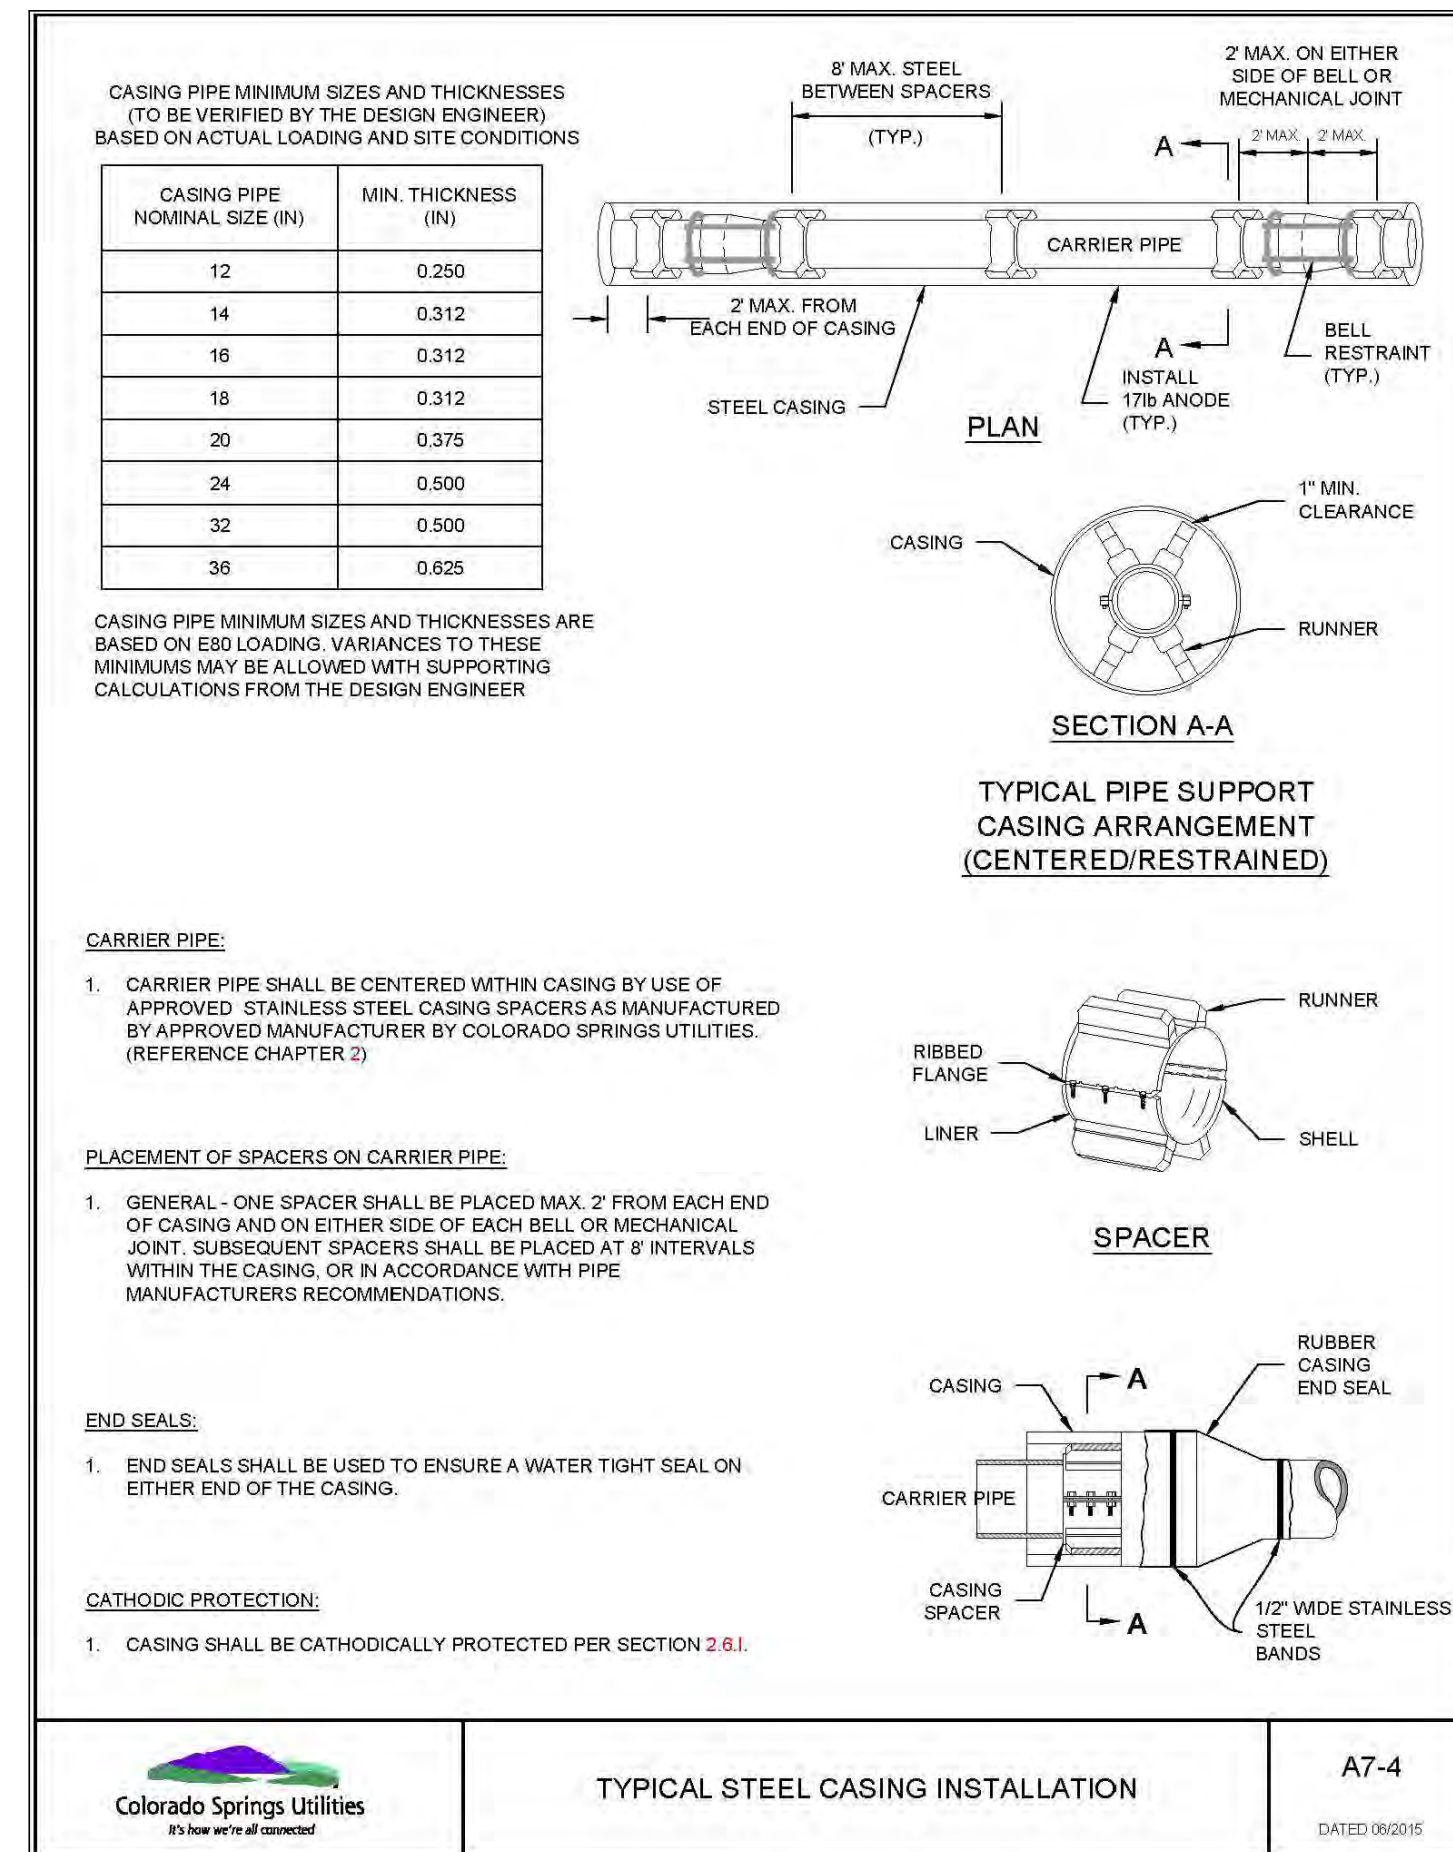 CASING PIPE MINIMUM SIZES AND THICKNESSES
(TO BE VERIFIED BY THE DESIGN ENGINEER)
BASED ON ACTUAL LOADING AND SITE CONDITIONS
CASING PIPE NOMINAL SIZE (IN) MIN. THICKNESS (IN)
12 0.250
14 0.312
16 0.312
18 0.312
20 0.375
24 0.500
32 0.500
36 0.625
CASING PIPE MINIMUM SIZES AND THICKNESSES ARE
BASED ON E80 LOADING. VARIANCES TO THESE
MINIMUMS MAY BE ALLOWED WITH SUPPORTING
CALCULATIONS FROM THE DESIGN ENGINEER
8' MAX. STEEL
BETWEEN SPACERS
(TYP.)
2' MAX. ON EITHER
SIDE OF BELL OR
MECHANICAL JOINT
A
2' MAX. 2' MAX.
CARRIER PIPE
2' MAX. FROM
EACH END OF CASING
A
BELL
RESTRAINT
(TYP.)
INSTALL
17lb ANODE
(TYP.)
STEEL CASING
PLAN
1" MIN.
CLEARANCE
CASING
RUNNER
SECTION A-A
TYPICAL PIPE SUPPORT
CASING ARRANGEMENT
(CENTERED/RESTRAINED)
CARRIER PIPE:
1. CARRIER PIPE SHALL BE CENTERED WITHIN CASING BY USE OF
APPROVED STAINLESS STEEL CASING SPACERS AS MANUFACTURED
BY APPROVED MANUFACTURER BY COLORADO SPRINGS UTILITIES.
(REFERENCE CHAPTER 2)
PLACEMENT OF SPACERS ON CARRIER PIPE:
1. GENERAL - ONE SPACER SHALL BE PLACED MAX. 2' FROM EACH END
OF CASING AND ON EITHER SIDE OF EACH BELL OR MECHANICAL
JOINT. SUBSEQUENT SPACERS SHALL BE PLACED AT 8' INTERVALS
WITHIN THE CASING, OR IN ACCORDANCE WITH PIPE
MANUFACTURERS RECOMMENDATIONS.
END SEALS:
1. END SEALS SHALL BE USED TO ENSURE A WATER TIGHT SEAL ON
EITHER END OF THE CASING.
CATHODIC PROTECTION:
1. CASING SHALL BE CATHODICALLY PROTECTED PER SECTION 2.6.I.
RUNNER
RIBBED
FLANGE
LINER
SHELL
SPACER
RUBBER
CASING
END SEAL
CASING
A
CARRIER PIPE
CASING
SPACER
A
1/2" WIDE STAINLESS
STEEL
BANDS
Colorado Springs Utilities
It's how we're all connected
TYPICAL STEEL CASING INSTALLATION
A7-4
DATED 06/2015